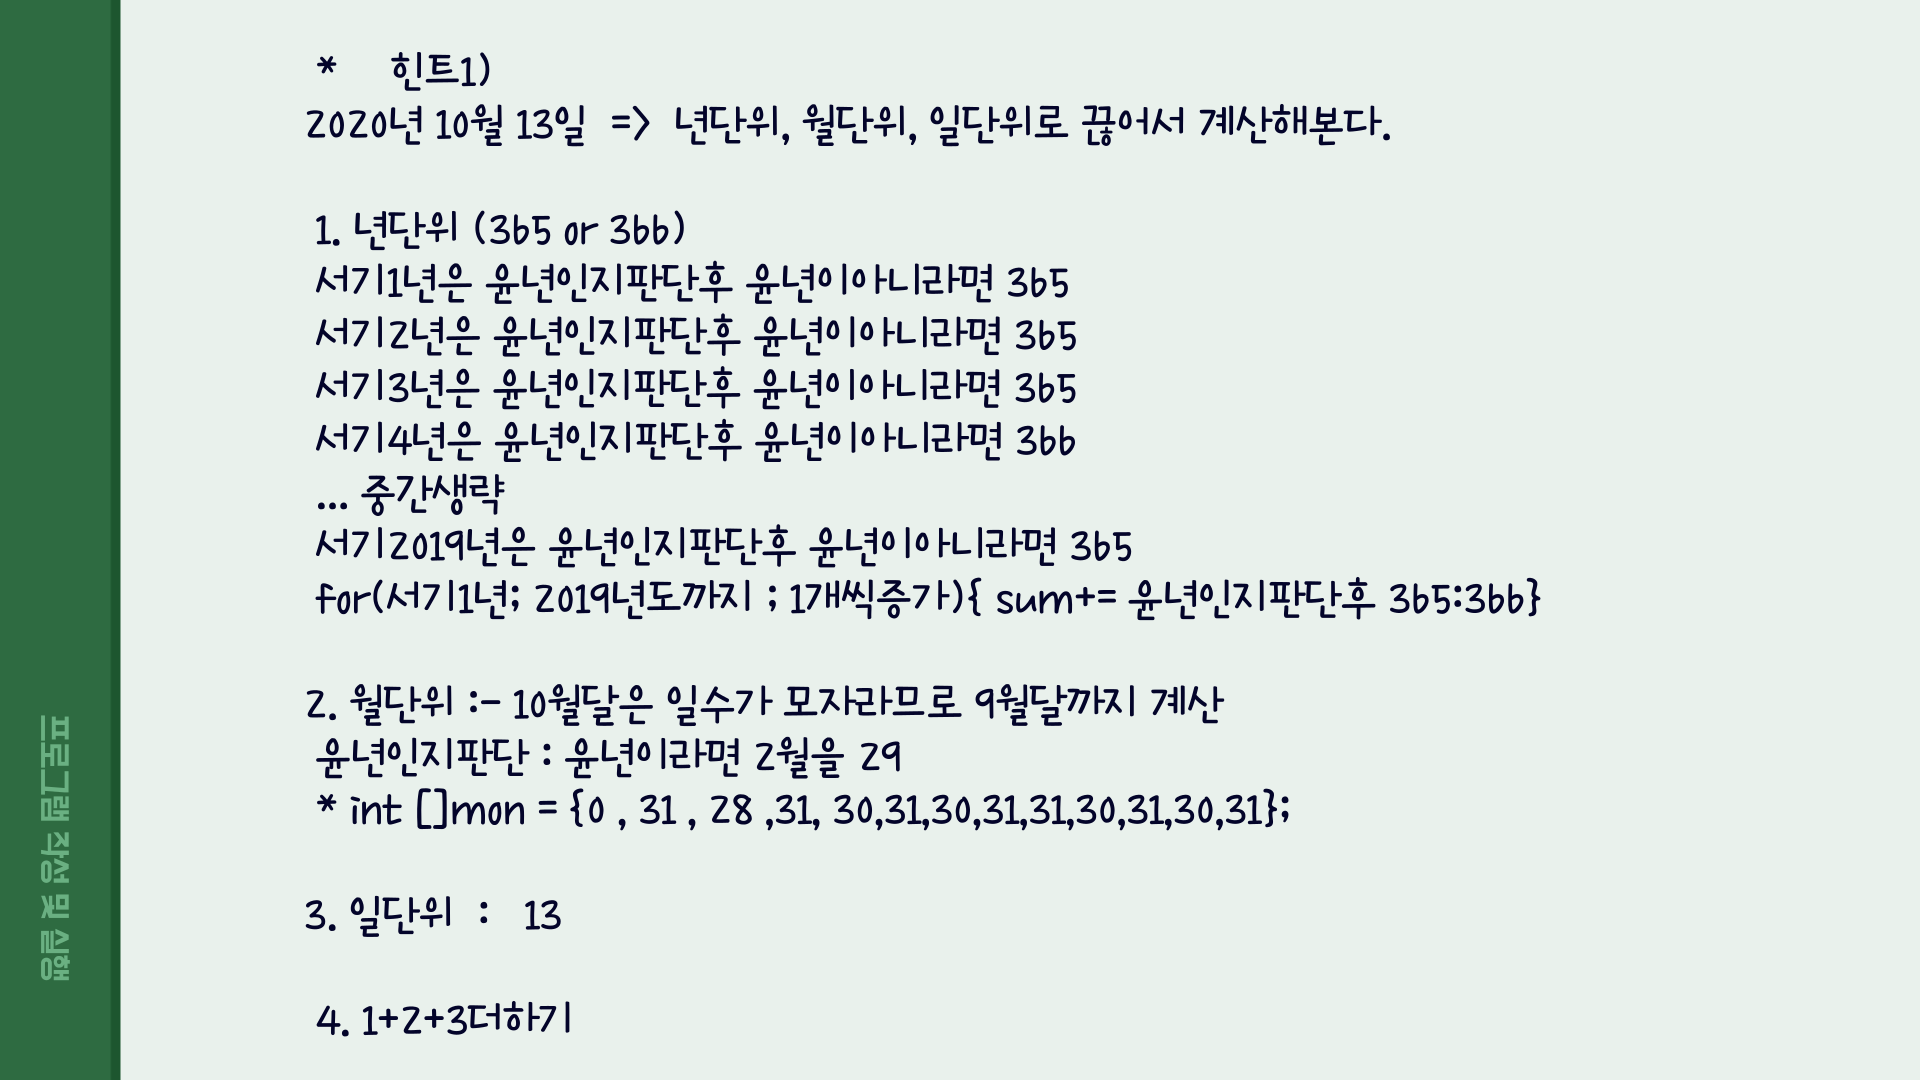 * 힌트1)
2020년 10월 13일 => 년단위, 월단위, 일단위로 끊어서 계산해본다.
1. 년단위 (365 or 366)
서기1년은 윤년인지판단후 윤년이아니라면 365
서기2년은 윤년인지판단후 윤년이아니라면 365
서기3년은 윤년인지판단후 윤년이아니라면 365
서기4년은 윤년인지판단후 윤년이아니라면 366
... 중간생략
서기2019년은 윤년인지판단후 윤년이아니라면 365
for(서기1년; 2019년도까지 ; 1개씩증가){ sum+= 윤년인지판단후 365:366}
2. 월단위 :- 10월달은 일수가 모자라므로 9월달까지 계산
윤년인지판단 : 윤년이라면 2월을 29
* int []mon = {0 , 31 , 28 ,31, 30,31,30,31,31,30,31,30,31};
3. 일단위 : 13
4. 1+2+3더하기
프로그램 작성 및 실행